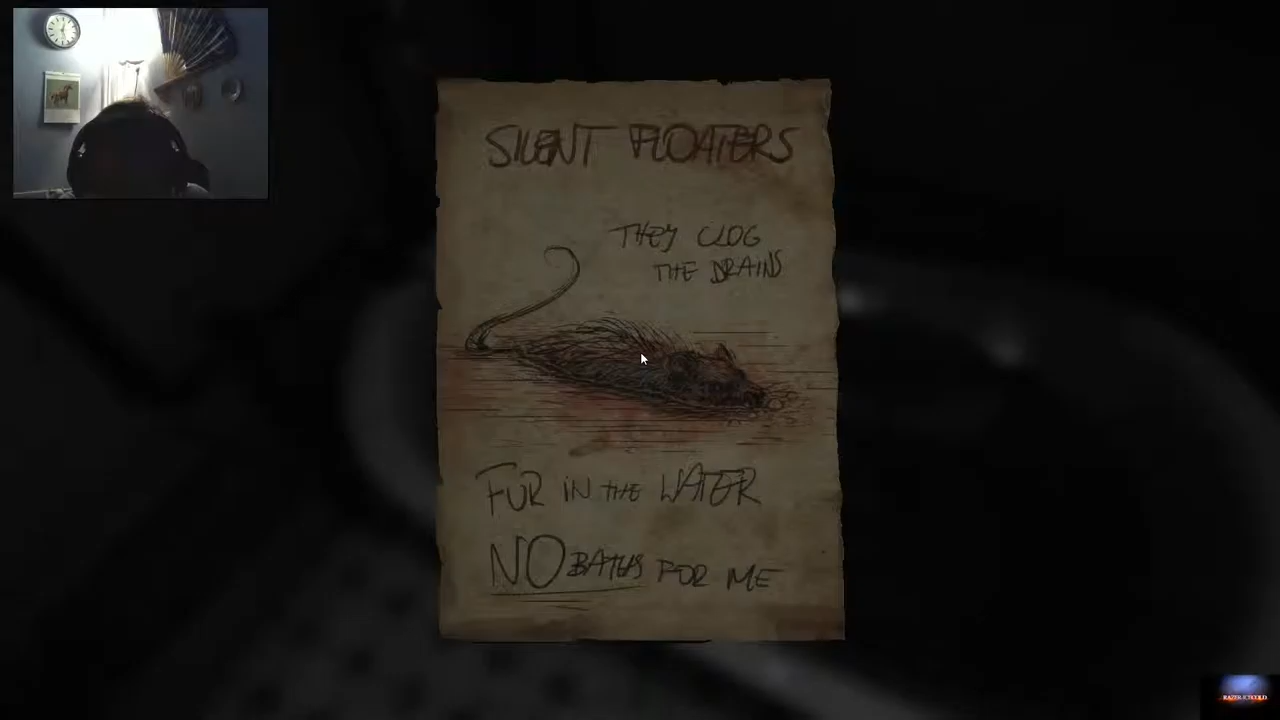 SILENT FLOATERS
THEY CLOG
THE DRAINS
FUR IN THE WATER
NO BATHS FOR ME